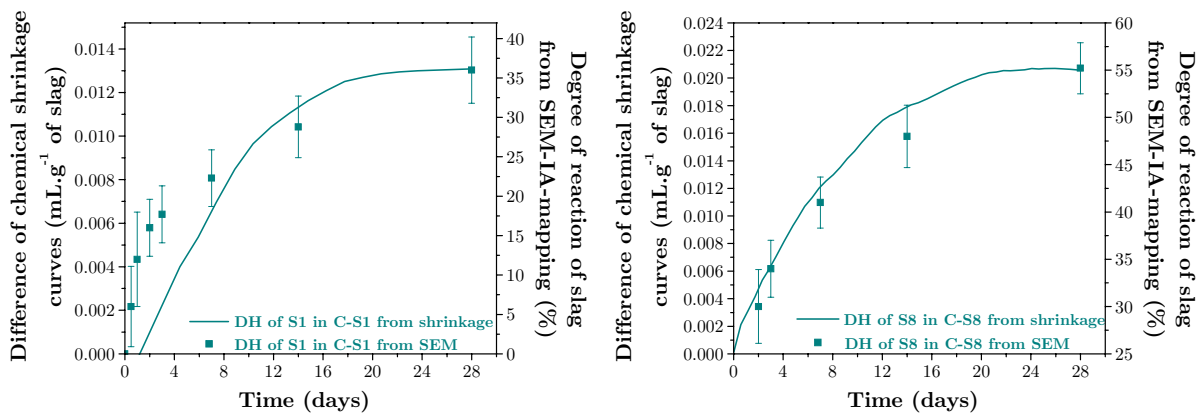 Difference of chemical shrinkage
curves (mL.g-1 of slag)
0.014
0.012
0.010
0.008
0.006
0.004
0.002
0.000
0 4 8 12 16 20 24 28
Time (days)
40
35
30
25
20
15
10
5
0
Degree of reaction of slag
from SEM-IA-mapping (%)
DH of S1 in C-S1 from shrinkage
DH of S1 in C-S1 from SEM
Difference of chemical shrinkage
curves (mL.g-1 of slag)
0.024
0.022
0.020
0.018
0.016
0.014
0.012
0.010
0.008
0.006
0.004
0.002
0.000
0 4 8 12 16 20 24 28
Time (days)
60
55
50
45
40
35
30
25
Degree of reaction of slag
from SEM-IA-mapping (%)
DH of S8 in C-S8 from shrinkage
DH of S8 in C-S8 from SEM